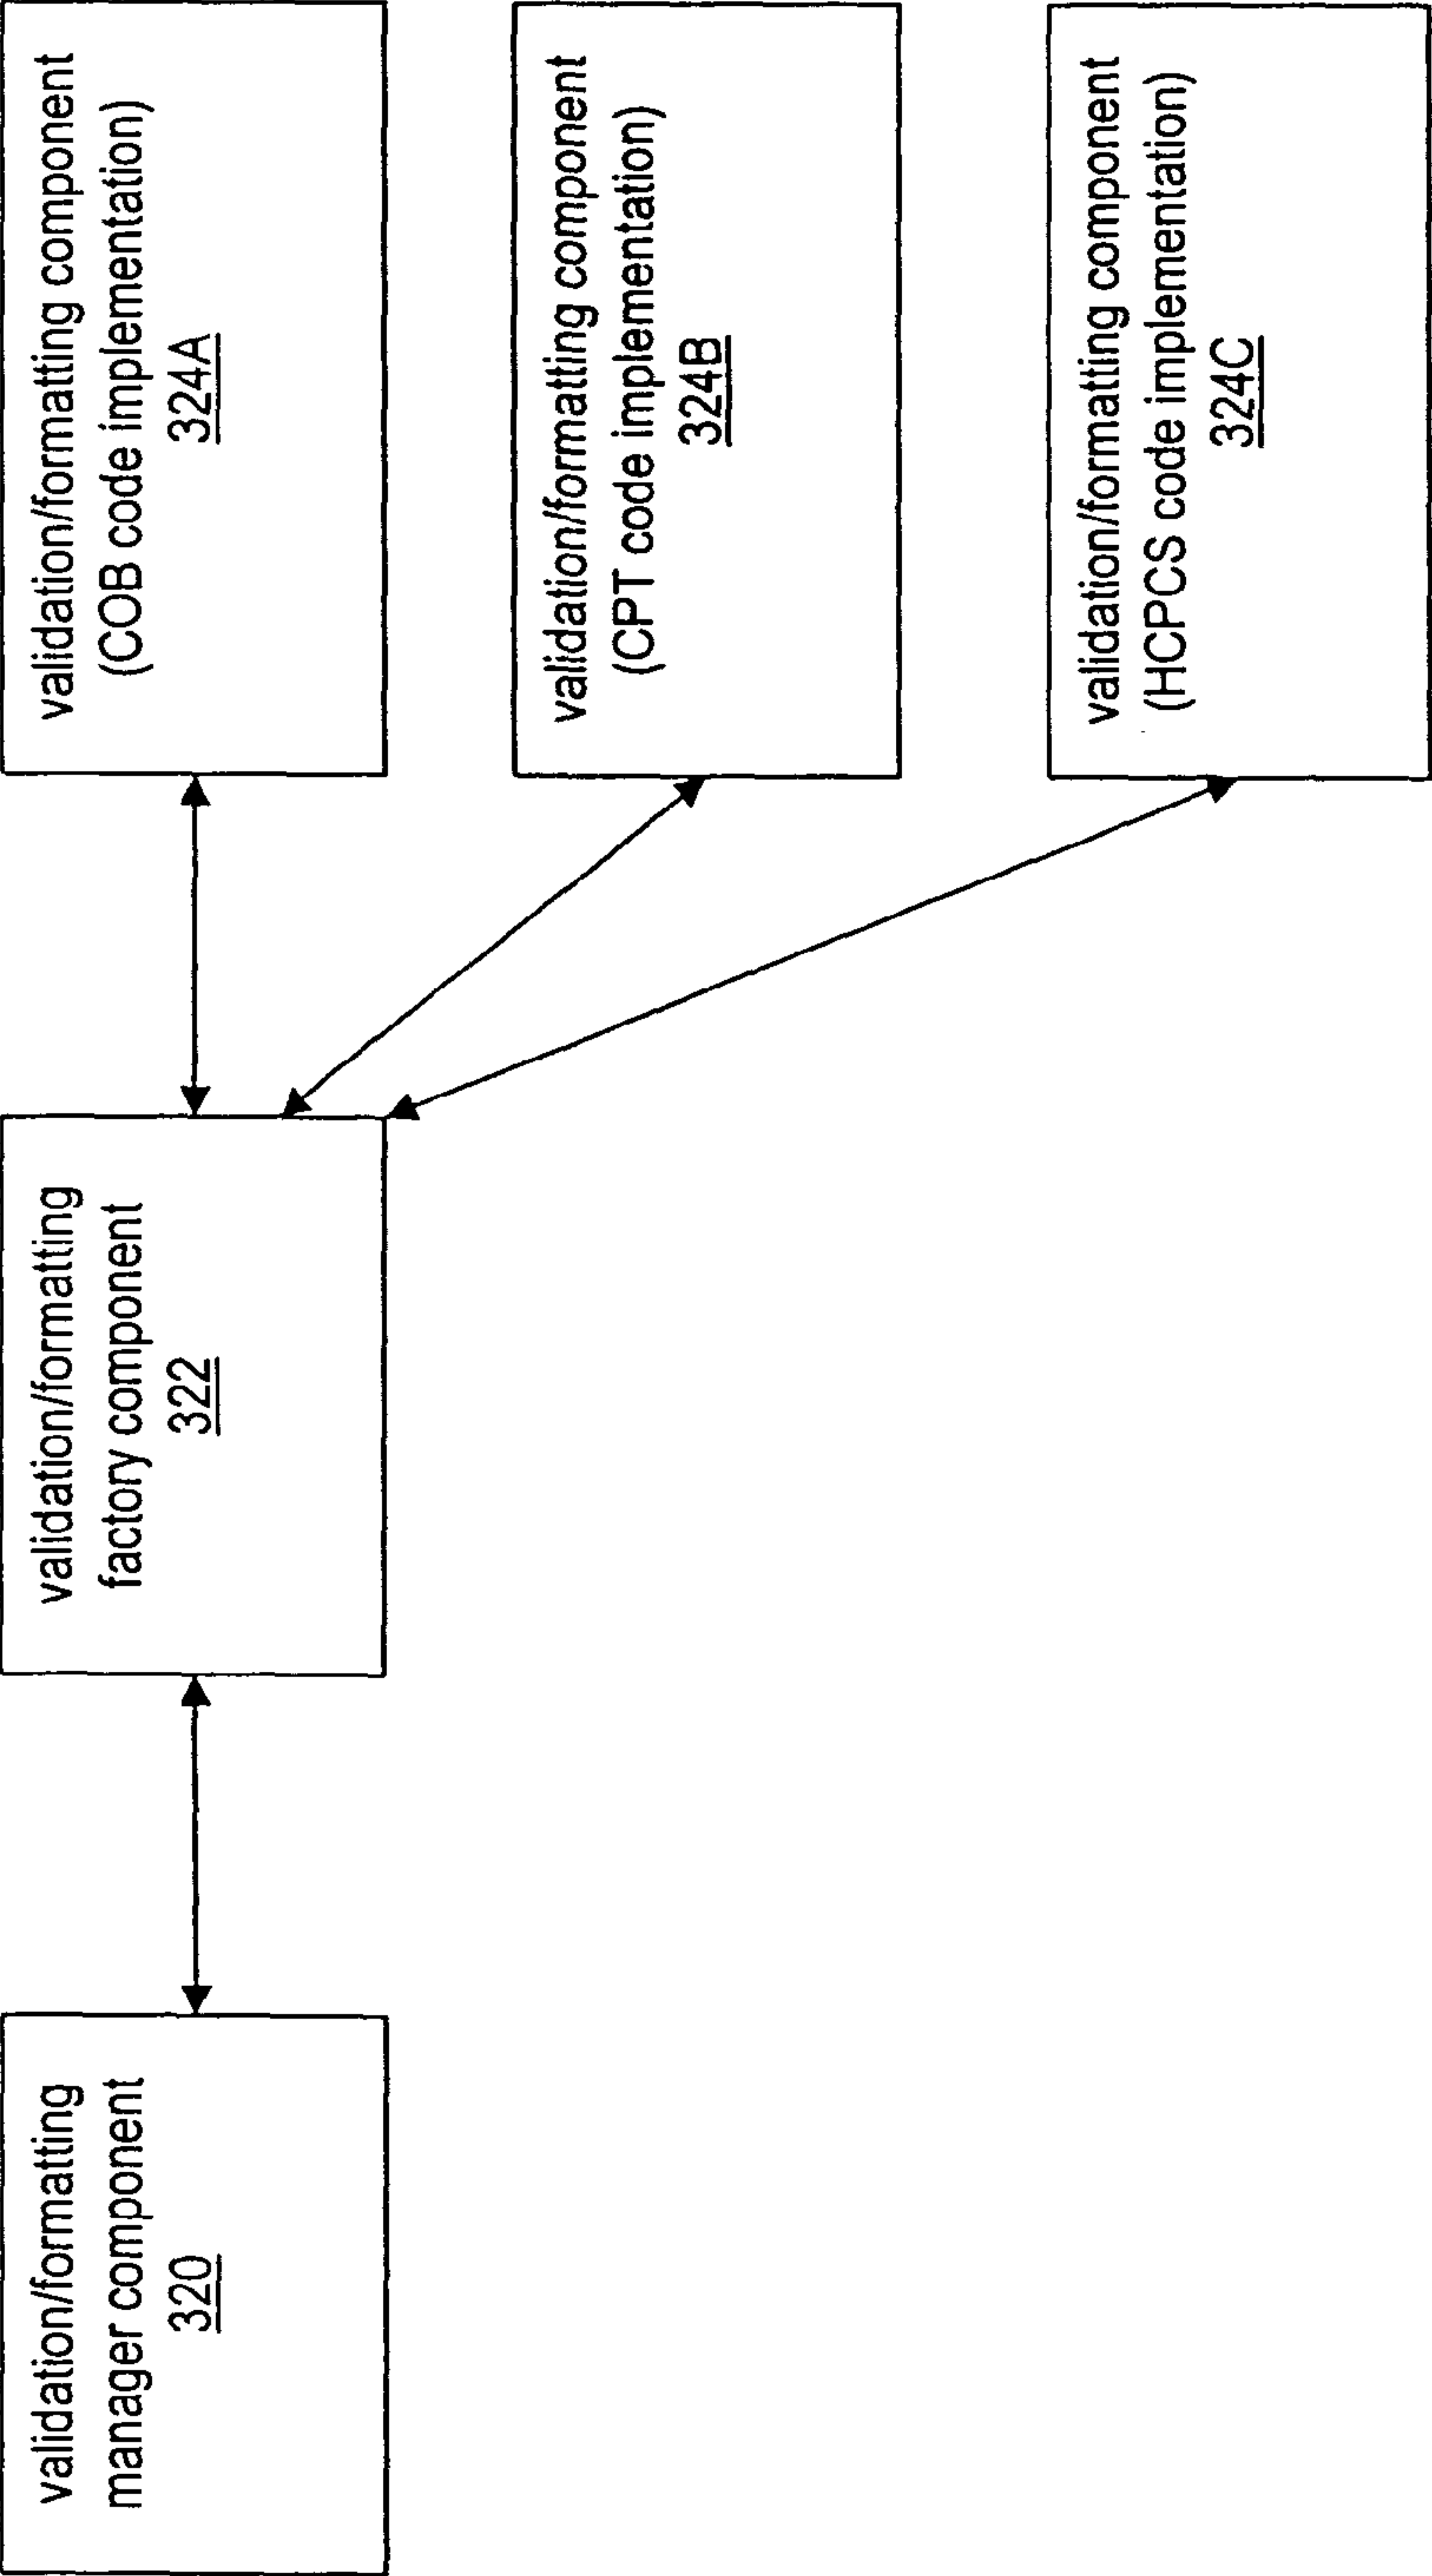 validation/formatting
manager component
320
validation/formatting
factory component
322
validation/formatting component
(COB code implementation)
324A
validation/formatting component
(CPT code implementation)
324B
validation/formatting component
(HCPCS code implementation)
324C